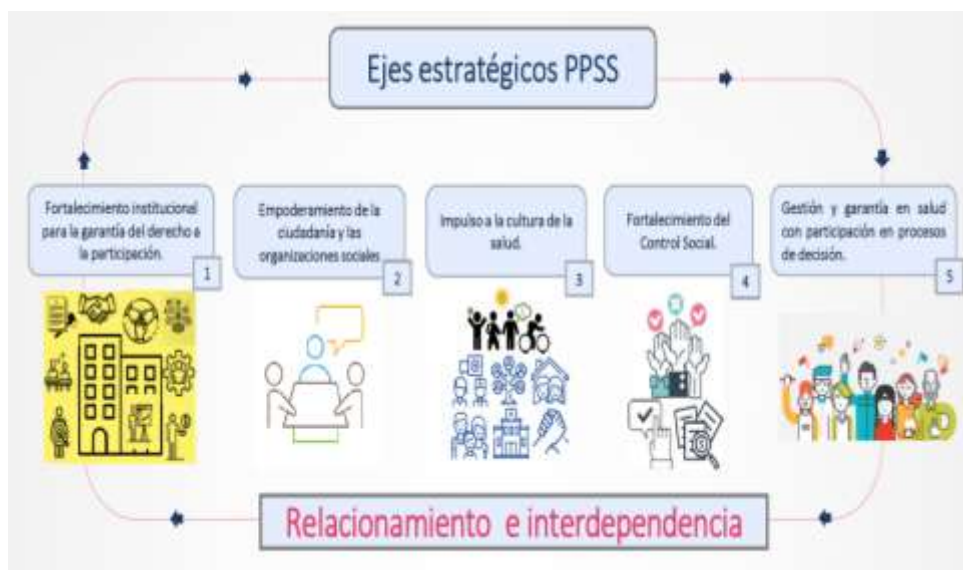 Ejes estratégicos PPSS
Fortalecimiento institucional
para la garantía del derecho a
la participación.
1
Empoderamiento de la
ciudadanía y las
organizaciones sociales
2
Impulso a la cultura de la
salud.
3
Fortalecimiento del
Control Social.
4
Gestión y garantía en salud
con participación en procesos
de decisión.
5
Relacionamiento e interdependencia